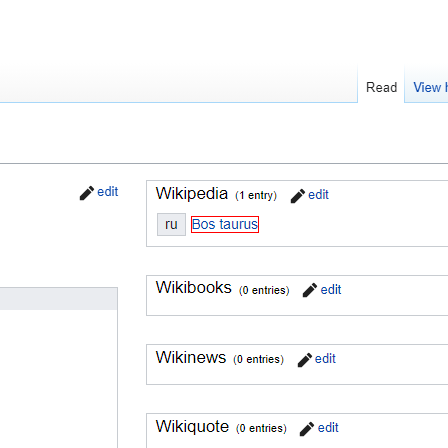 Read View
edit
Wikipedia (1 entry) edit
ru Bos taurus
Wikibooks (0 entries) edit
Wikinews (0 entries) edit
Wikiquote (0 entries) edit